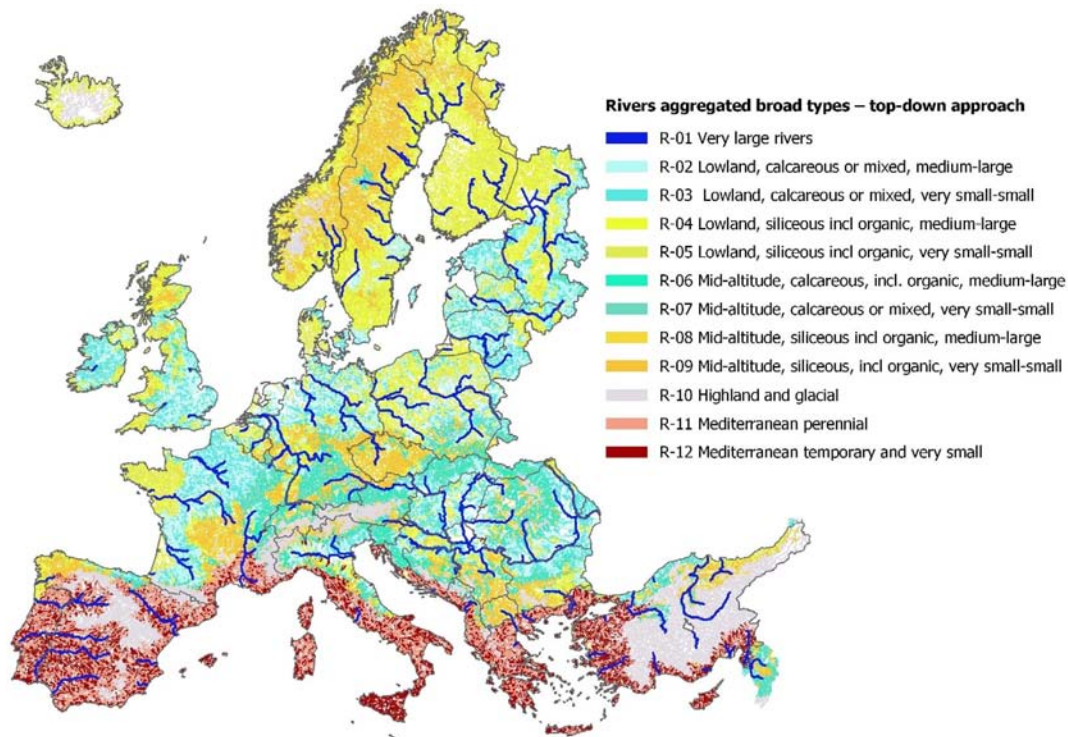 Rivers aggregated broad types – top-down approach
R-01 Very large rivers
R-02 Lowland, calcareous or mixed, medium-large
R-03 Lowland, calcareous or mixed, very small-small
R-04 Lowland, siliceous incl organic, medium-large
R-05 Lowland, siliceous incl organic, very small-small
R-06 Mid-altitude, calcareous, incl. organic, medium-large
R-07 Mid-altitude, calcareous or mixed, very small-small
R-08 Mid-altitude, siliceous incl organic, medium-large
R-09 Mid-altitude, siliceous, incl organic, very small-small
R-10 Highland and glacial
R-11 Mediterranean perennial
R-12 Mediterranean temporary and very small